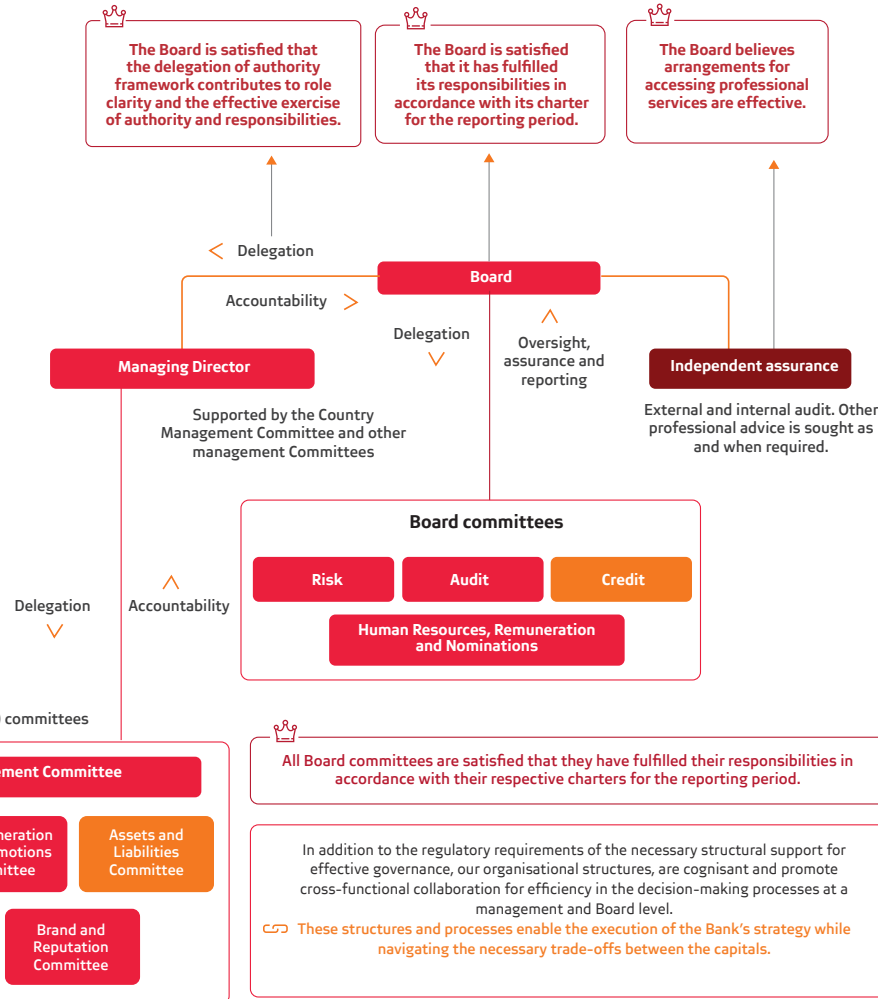 The Board is satisfied that
the delegation of authority
framework contributes to role
clarity and the effective exercise
of authority and responsibilities.
The Board is satisfied
that it has fulfilled
its responsibilities in
accordance with its charter
for the reporting period.
The Board believes
arrangements for
accessing professional
services are effective.
Delegation
Board
Accountability
Delegation
Oversight,
assurance and
reporting
Managing Director
Independent assurance
Supported by the Country
Management Committee and other
management Committees
External and internal audit. Other
professional advice is sought as
and when required.
Board committees
Risk
Audit
Credit
Human Resources, Remuneration
and Nominations
Delegation
Accountability
committees
ement Committee
neration
motions
ittee
Assets and
Liabilities
Committee
Brand and
Reputation
Committee
All Board committees are satisfied that they have fulfilled their responsibilities in
accordance with their respective charters for the reporting period.
In addition to the regulatory requirements of the necessary structural support for
effective governance, our organisational structures, are cognisant and promote
cross-functional collaboration for efficiency in the decision-making processes at a
management and Board level.
These structures and processes enable the execution of the Bank's strategy while
navigating the necessary trade-offs between the capitals.